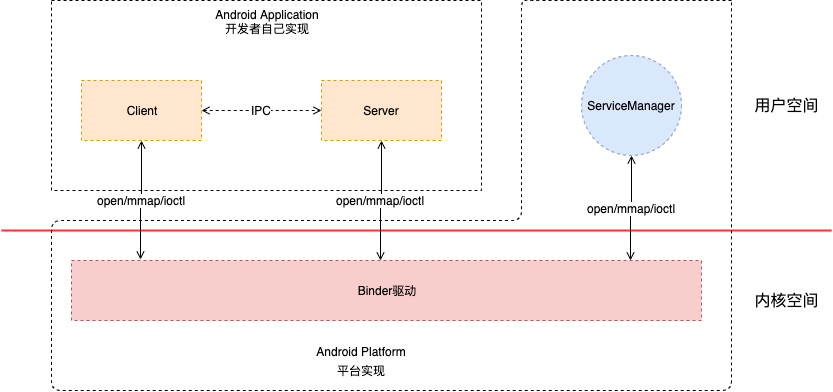 Android Application
开发者自己实现
Client
IPC
Server
ServiceManager
用户空间
open/mmap/ioctl
open/mmap/ioctl
open/mmap/ioctl
Binder驱动
内核空间
Android Platform
平台实现